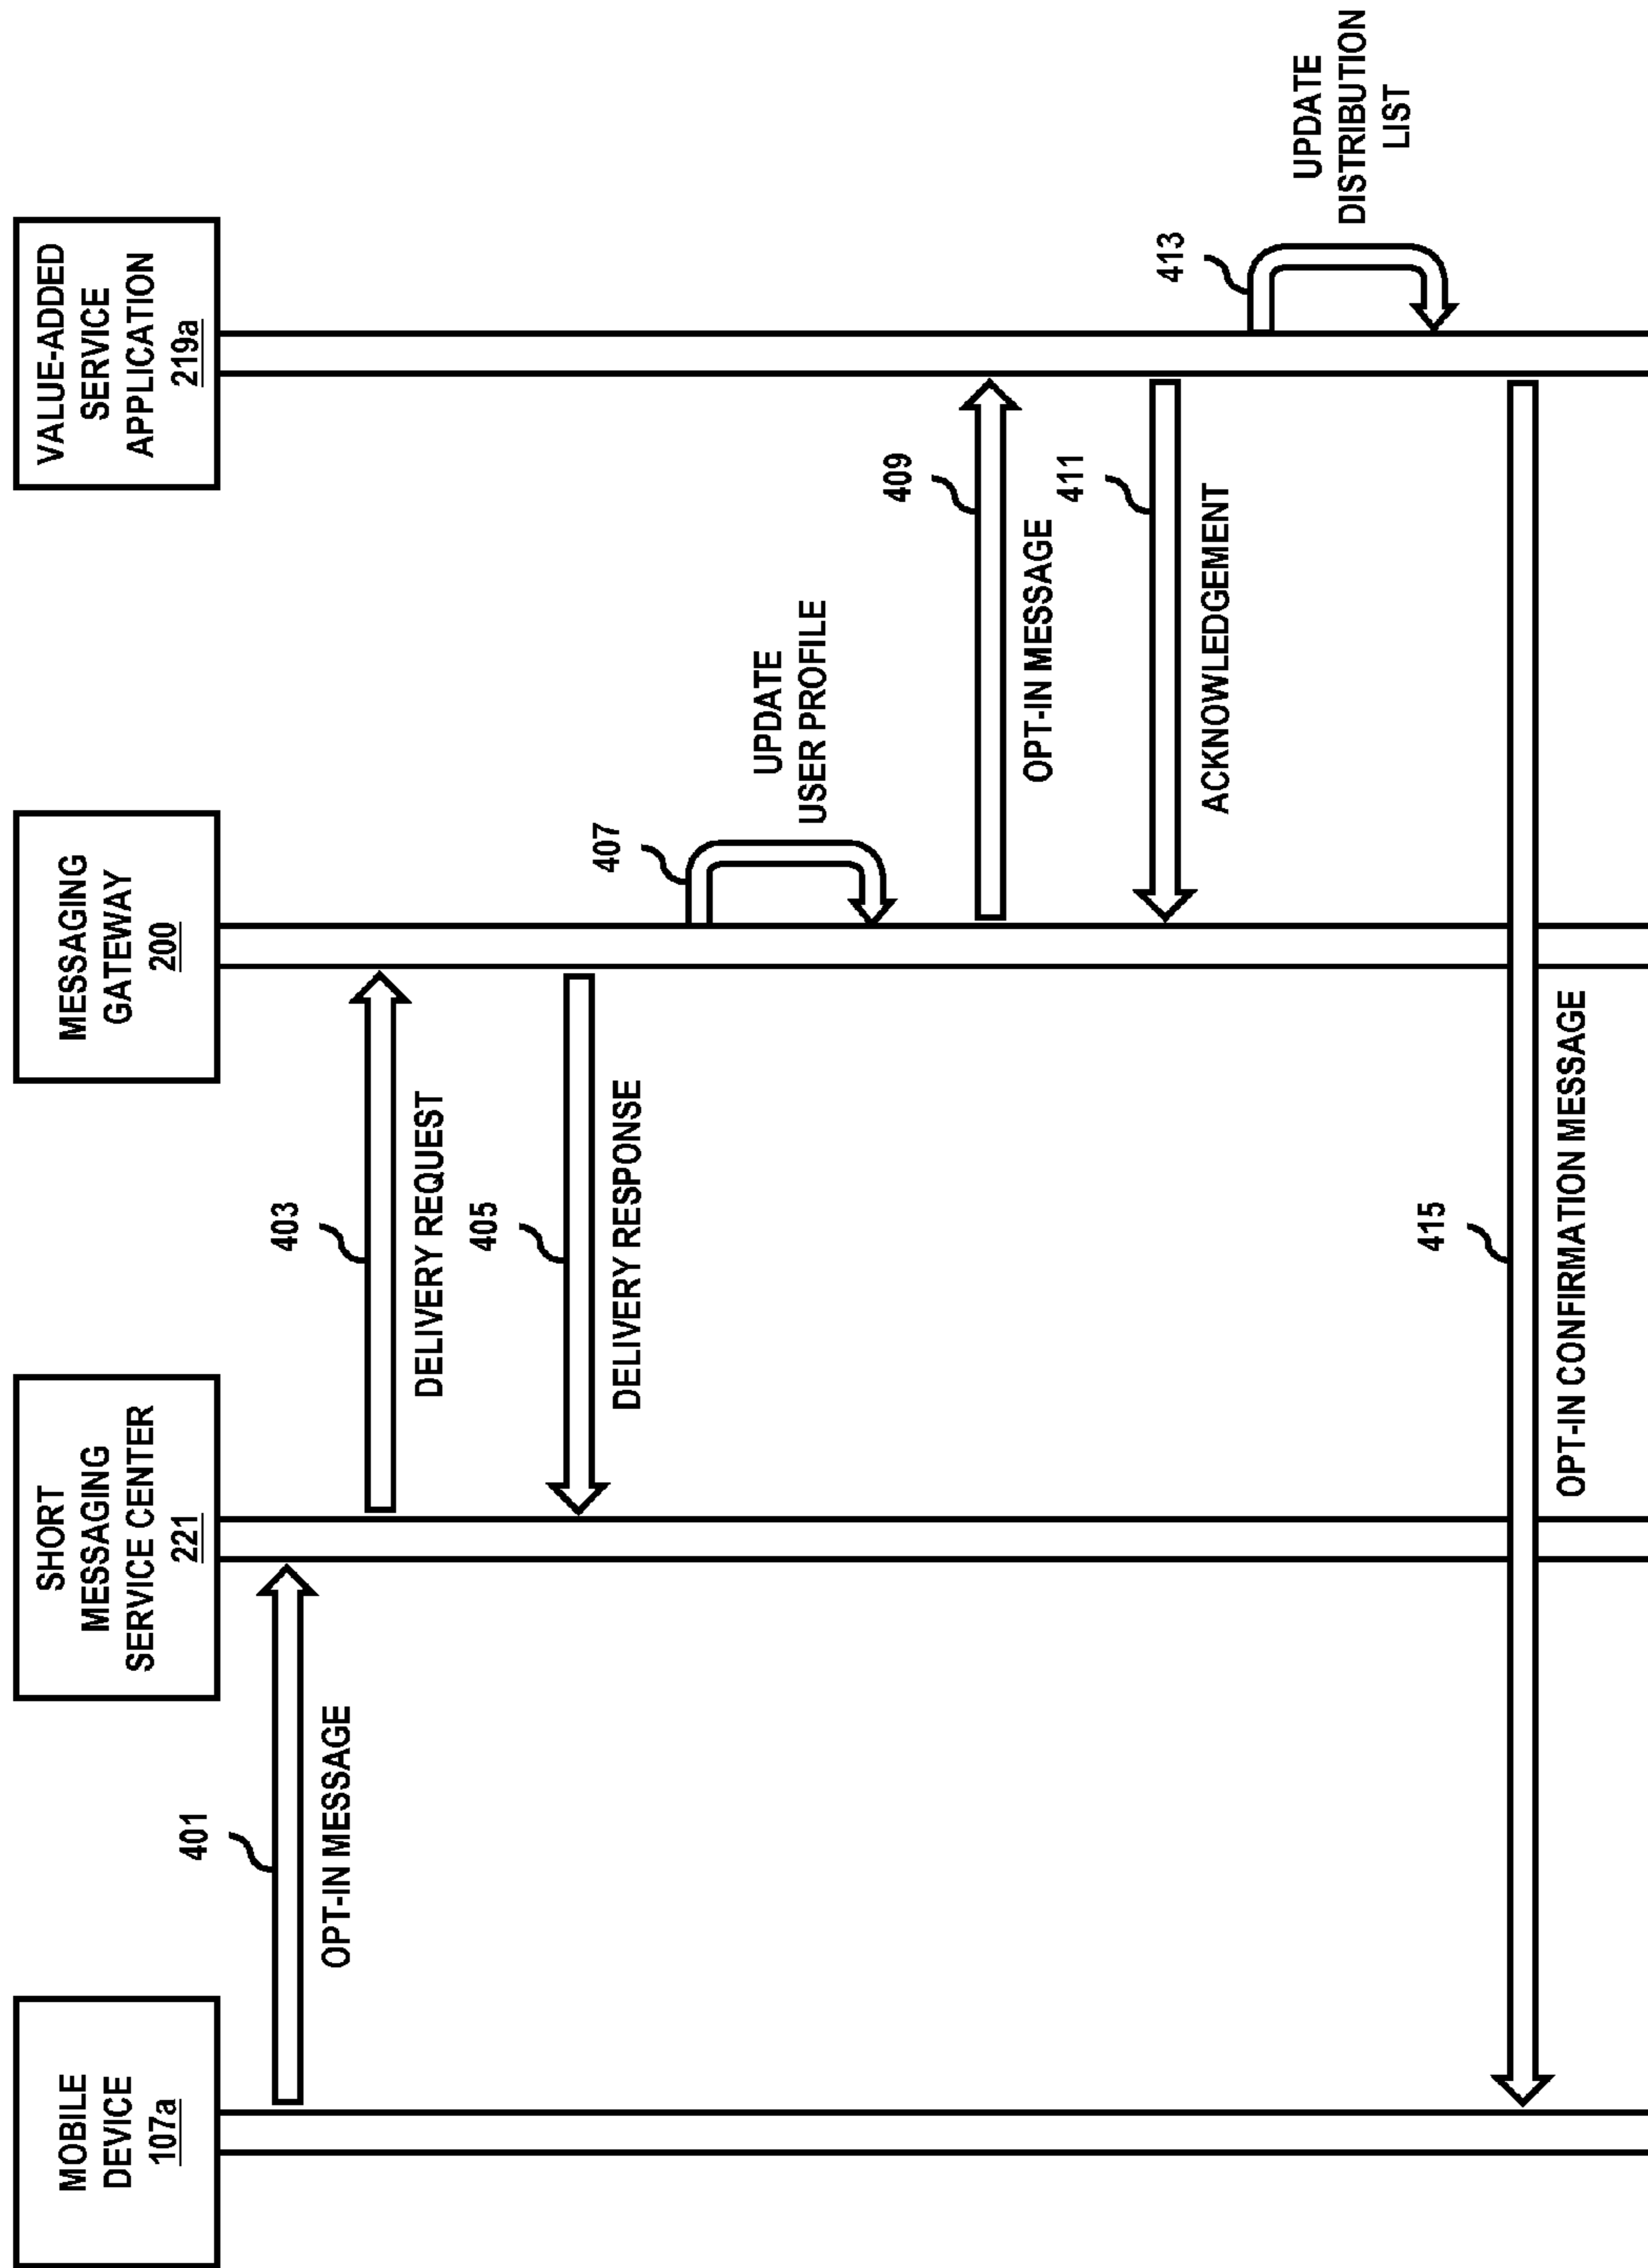 MOBILE
DEVICE
107a
SHORT
MESSAGING
SERVICE CENTER
221
MESSAGING
GATEWAY
200
VALUE-ADDED
SERVICE
APPLICATION
219a
401
OPT-IN MESSAGE
403
DELIVERY REQUEST
405
DELIVERY RESPONSE
407
UPDATE
USER PROFILE
409
OPT-IN MESSAGE
411
ACKNOWLEDGEMENT
413
UPDATE
DISTRIBUTION
LIST
415
OPT-IN CONFIRMATION MESSAGE